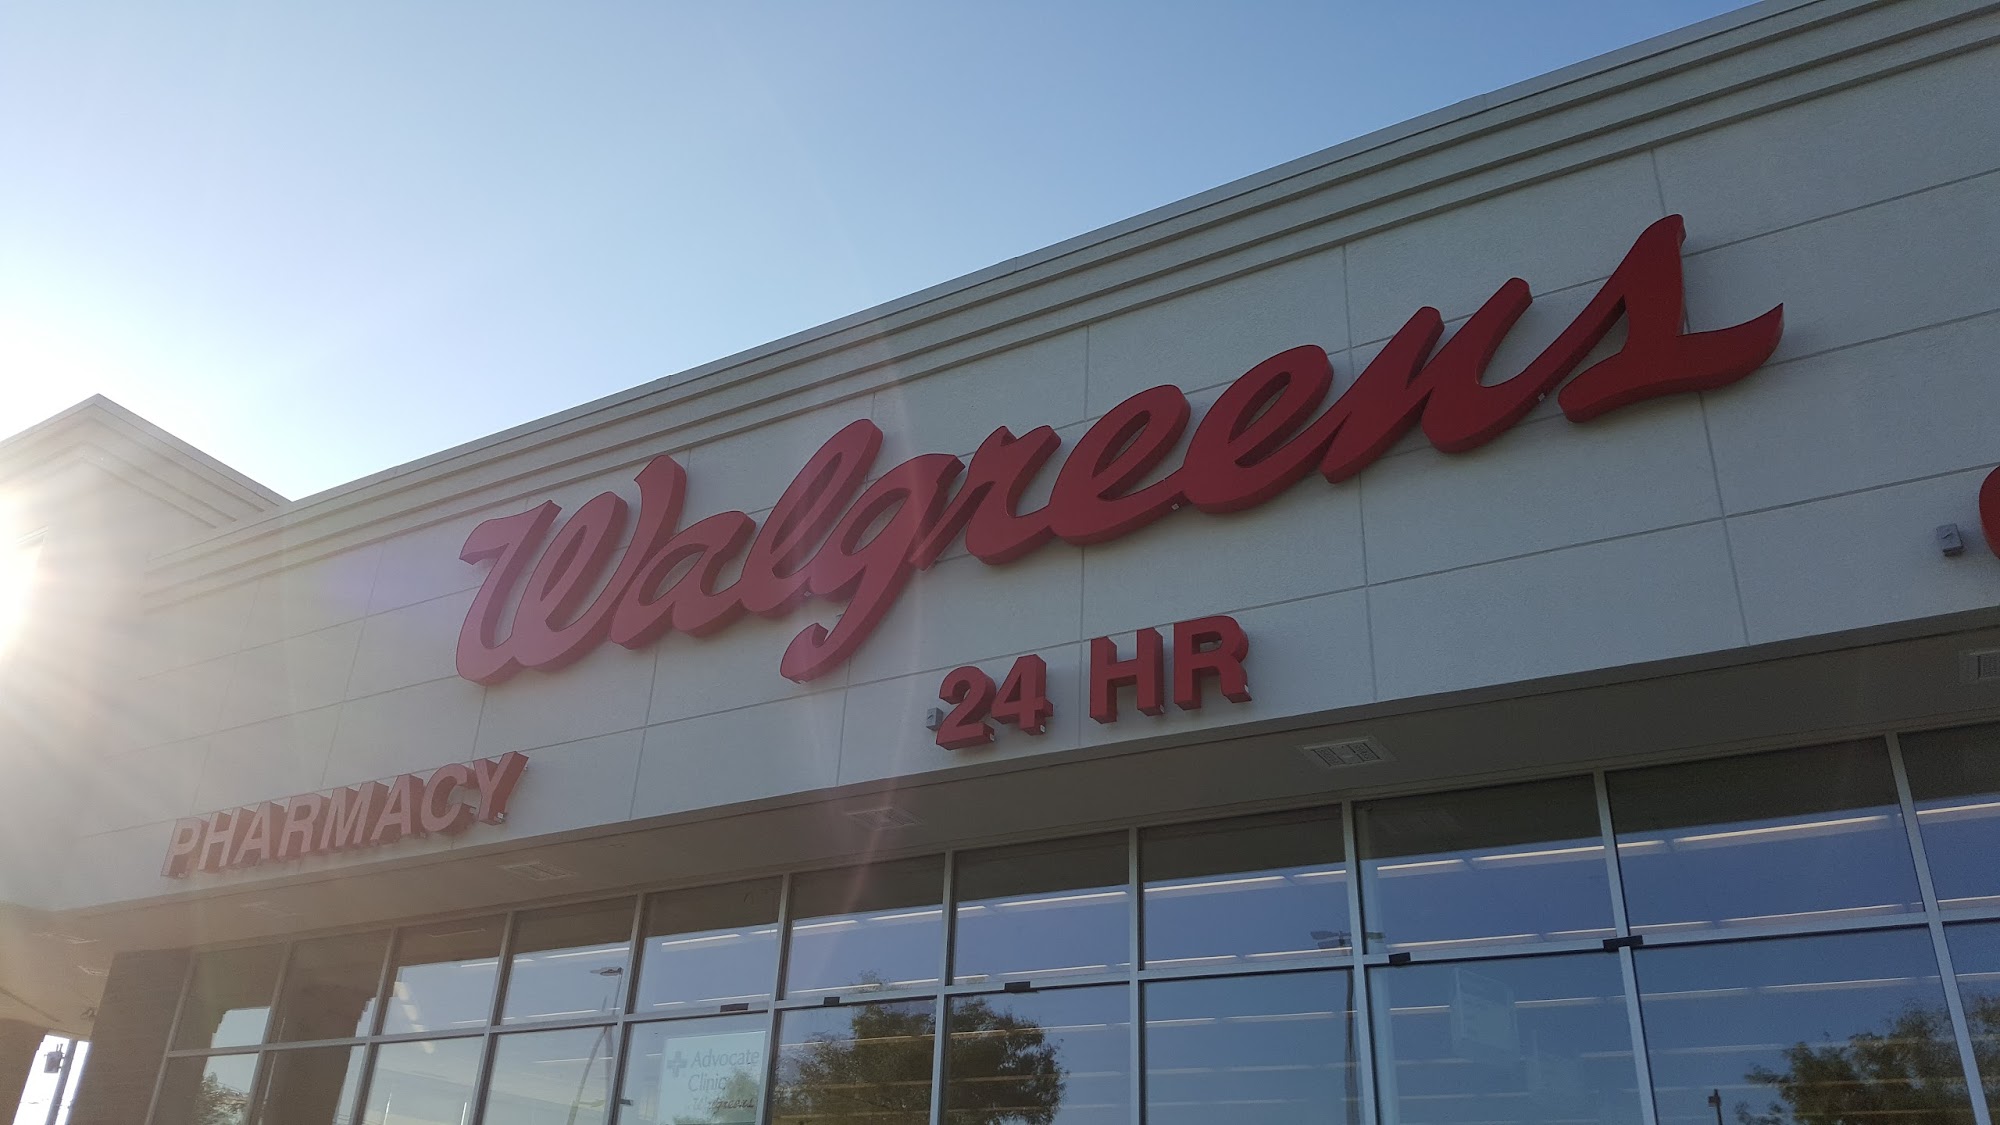 Walgreens
24 HR
PHARMACY
Advocate
Clinic
Walgreens